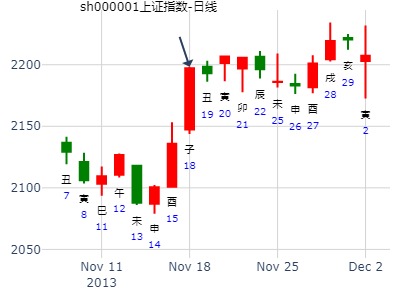 sh000001上证指数-日线
2200
2150
2100
2050
丑
7
寅
8
巳
11
午
12
未
13
申
14
酉
15
子
18
丑
19
寅
20
卯
21
辰
22
未
25
申
26
酉
27
戌
28
亥
29
寅
2
Nov 11
2013
Nov 18
Nov 25
Dec 2